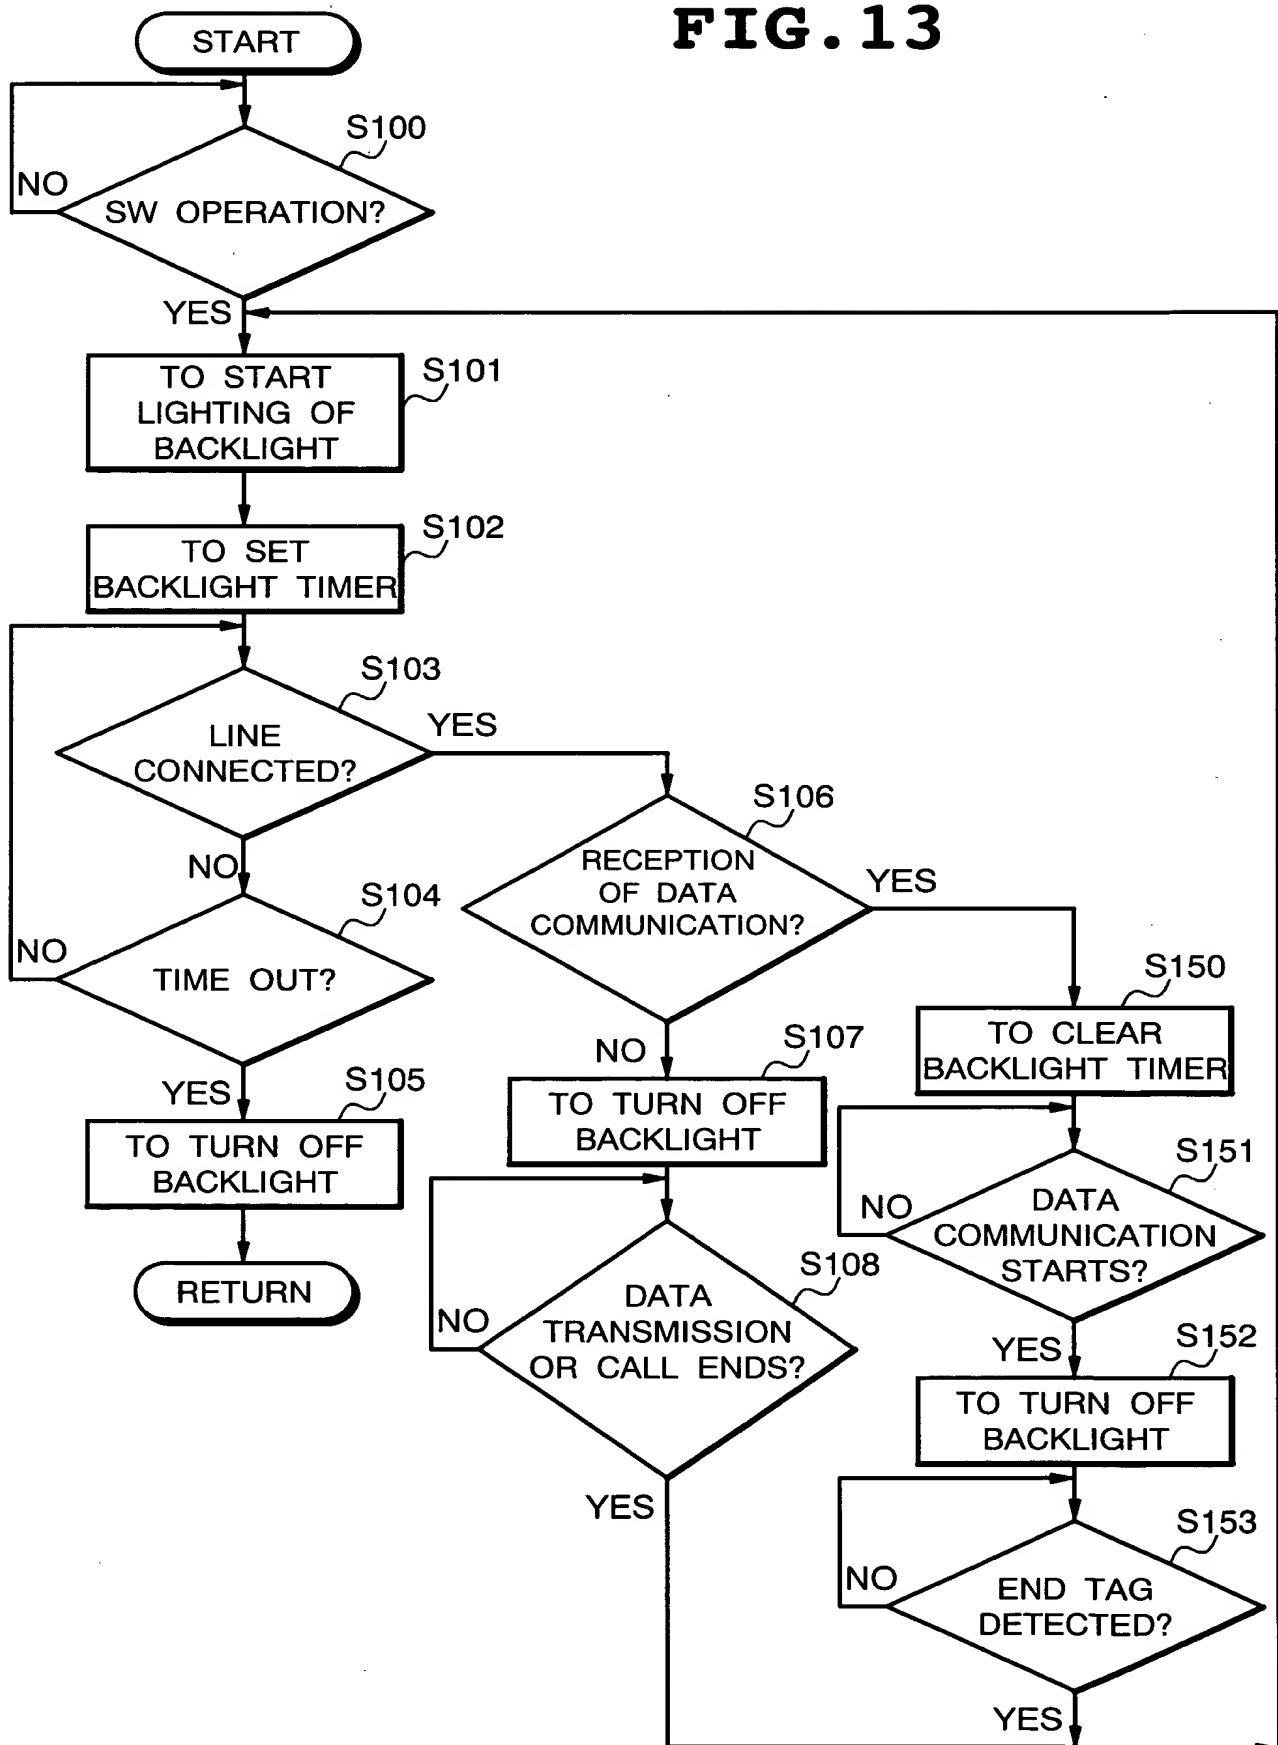 FIG.13
START
S100
NO
SW OPERATION?
YES
TO START
LIGHTING OF
BACKLIGHT
S101
TO SET
BACKLIGHT TIMER
S102
S103
LINE
CONNECTED?
YES
NO
S104
NO
TIME OUT?
YES
S105
TO TURN OFF
BACKLIGHT
RETURN
S106
RECEPTION
OF DATA
COMMUNICATION?
YES
NO
S107
TO TURN OFF
BACKLIGHT
S108
NO
DATA
TRANSMISSION
OR CALL ENDS?
YES
S150
TO CLEAR
BACKLIGHT TIMER
S151
NO
DATA
COMMUNICATION
STARTS?
YES
S152
TO TURN OFF
BACKLIGHT
S153
NO
END TAG
DETECTED?
YES